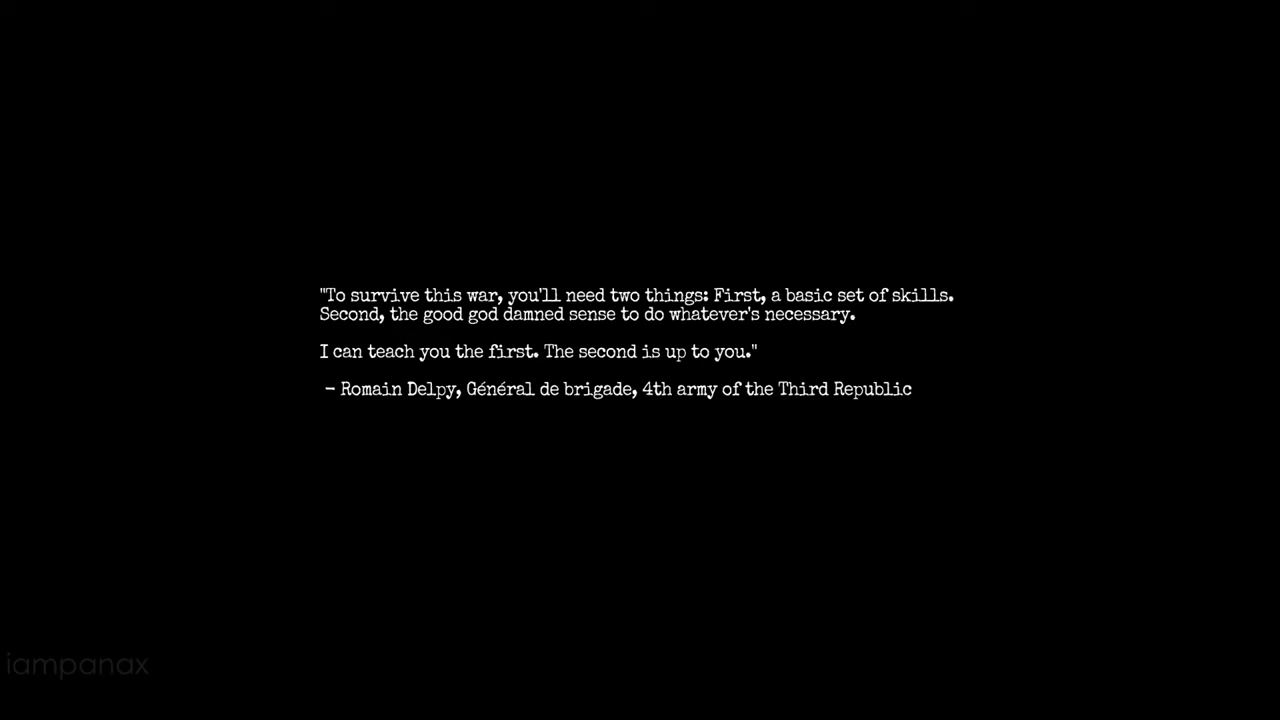 "To survive this war, you'll need two things: First, a basic set of skills.
Second, the good god damned sense to do whatever's necessary.
I can teach you the first. The second is up to you."
- Romain Delpy, Général de brigade, 4th army of the Third Republic
iampanax